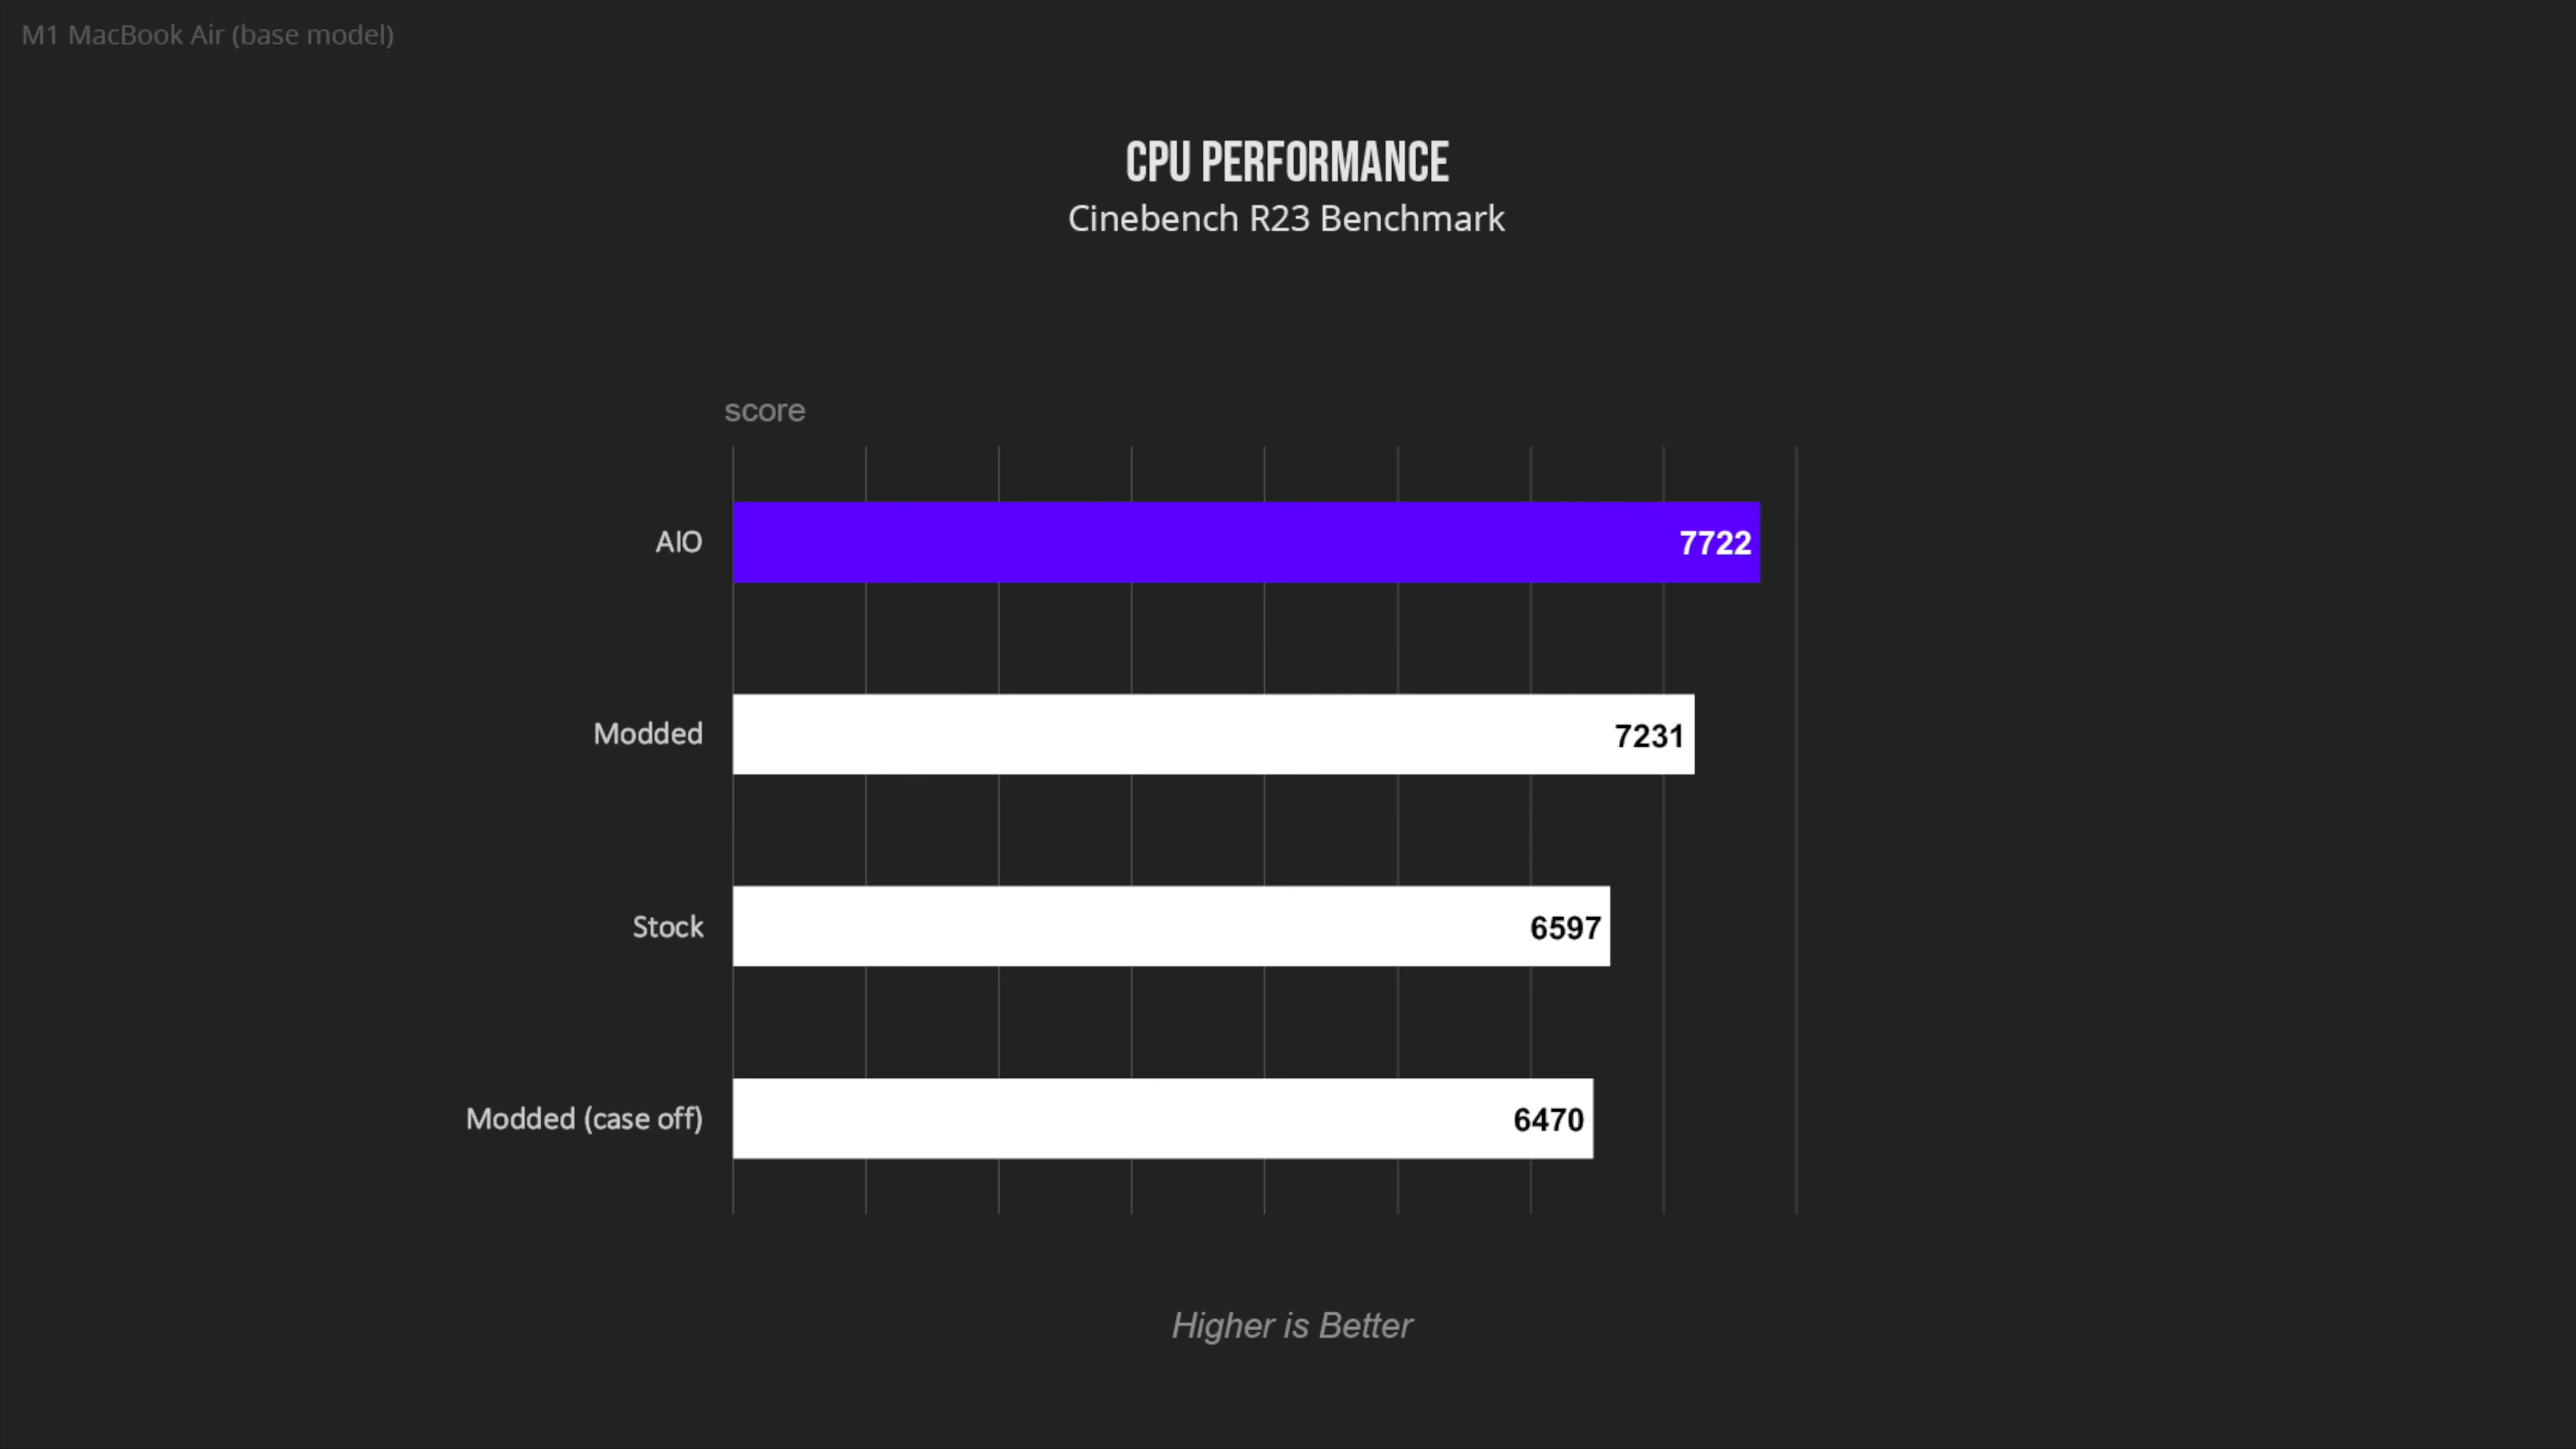 M1 MacBook Air (base model)
CPU PERFORMANCE
Cinebench R23 Benchmark
score
AIO 7722
Modded 7231
Stock 6597
Modded (case off) 6470
Higher is Better